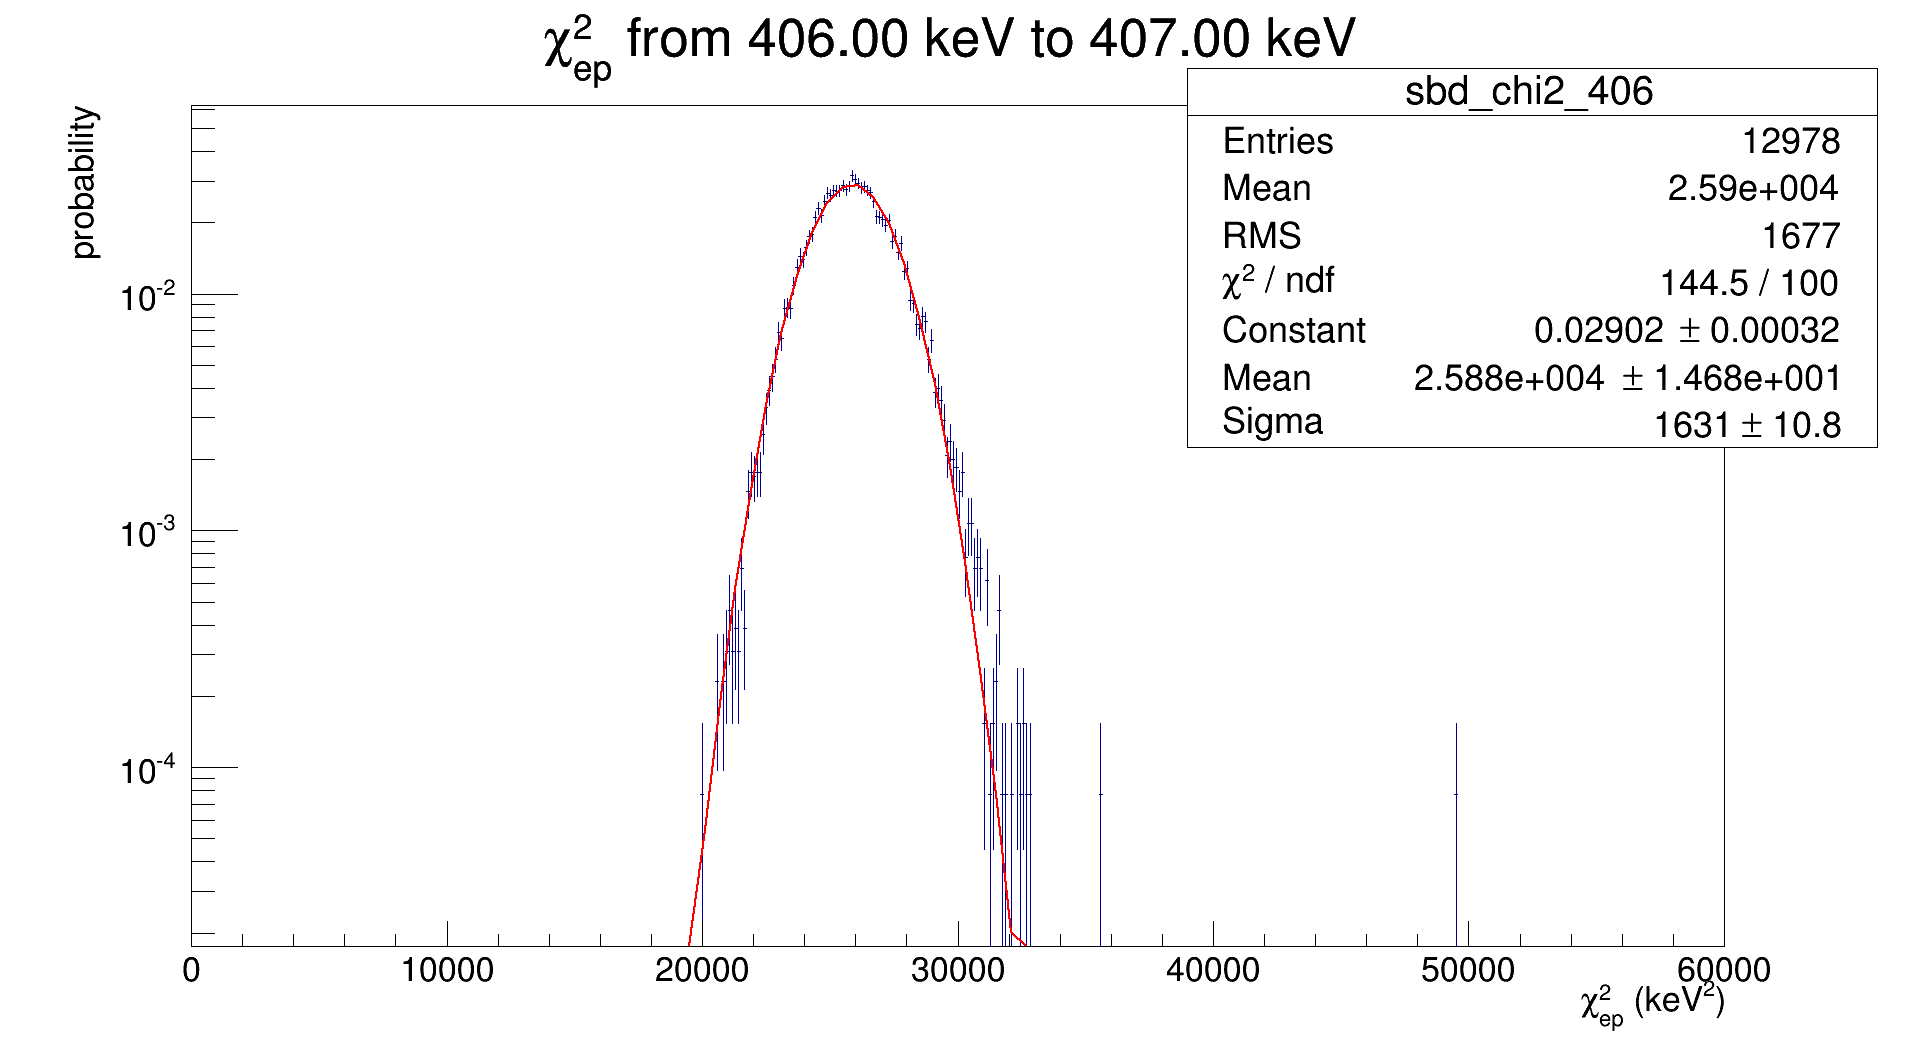 χ²ep from 406.00 keV to 407.00 keV
sbd_chi2_406
Entries 12978
Mean 2.59e+004
RMS 1677
χ² / ndf 144.5 / 100
Constant 0.02902 ± 0.00032
Mean 2.588e+004 ± 1.468e+001
Sigma 1631 ± 10.8
probability
10⁻²
10⁻³
10⁻⁴
0 10000 20000 30000 40000 50000 60000
χ²ep (keV²)